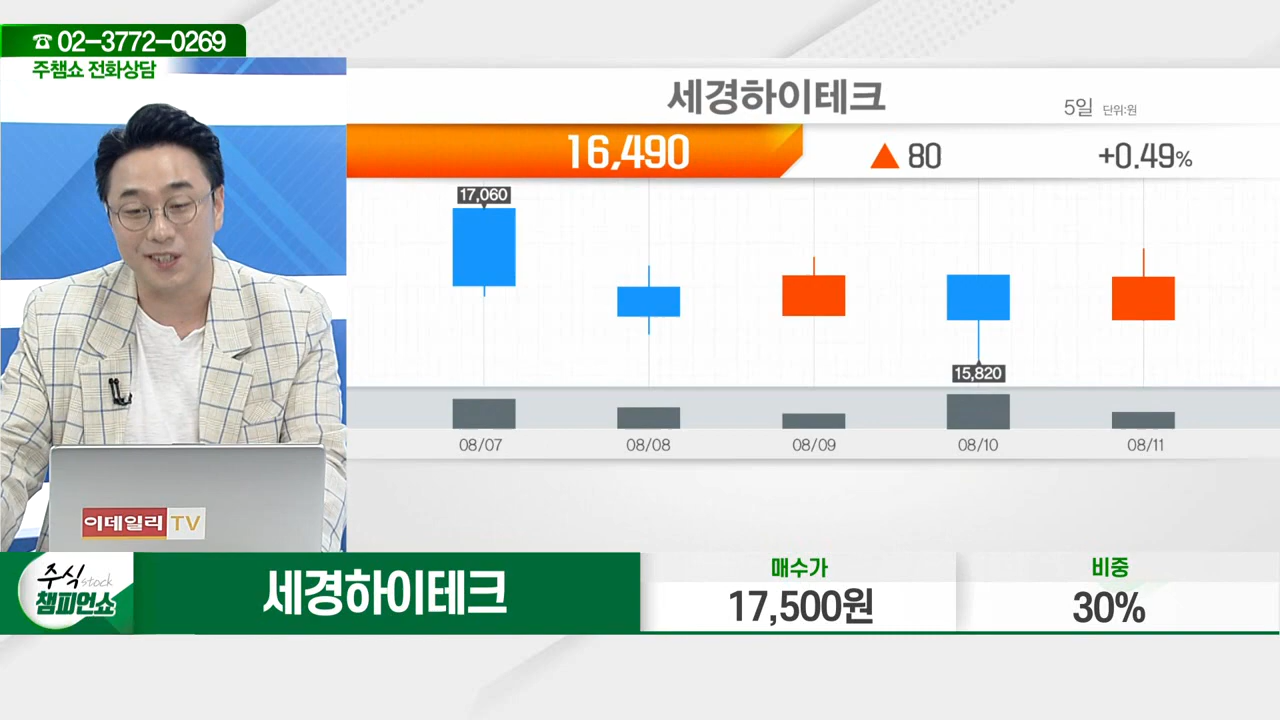 ☎ 02-3772-0269
주챔쇼 전화상담
세경하이테크
5일 단위:원
16,490 ▲ 80 +0.49%
17,060
15,820
08/07 08/08 08/09 08/10 08/11
이데일리 TV
주식 stock
챔피언쇼
세경하이테크
매수가
17,500원
비중
30%